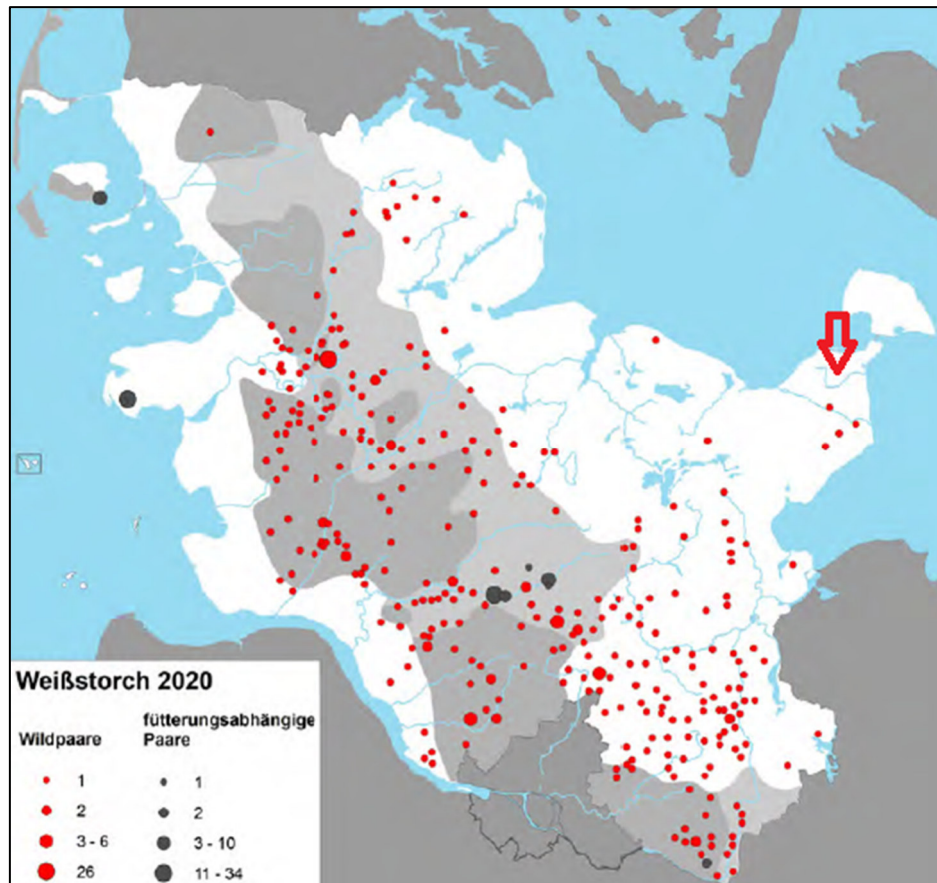 Weißstorch 2020
Wildpaare
fütterungsabhängige
Paare
1 1
2 2
3 - 6 3 - 10
26 11 - 34